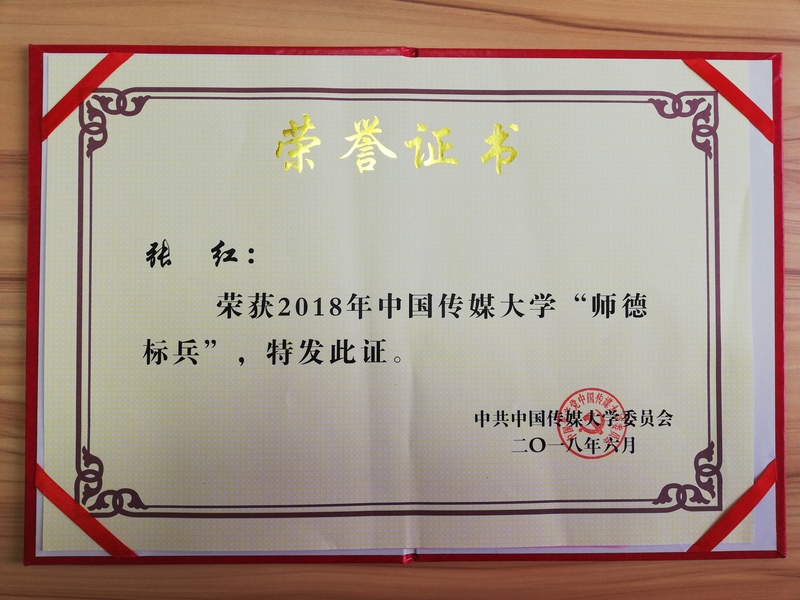 荣誉证书
张 红：
荣获2018年中国传媒大学“师德
标兵”，特发此证。
中共中国传媒大学委员会
二〇一八年六月